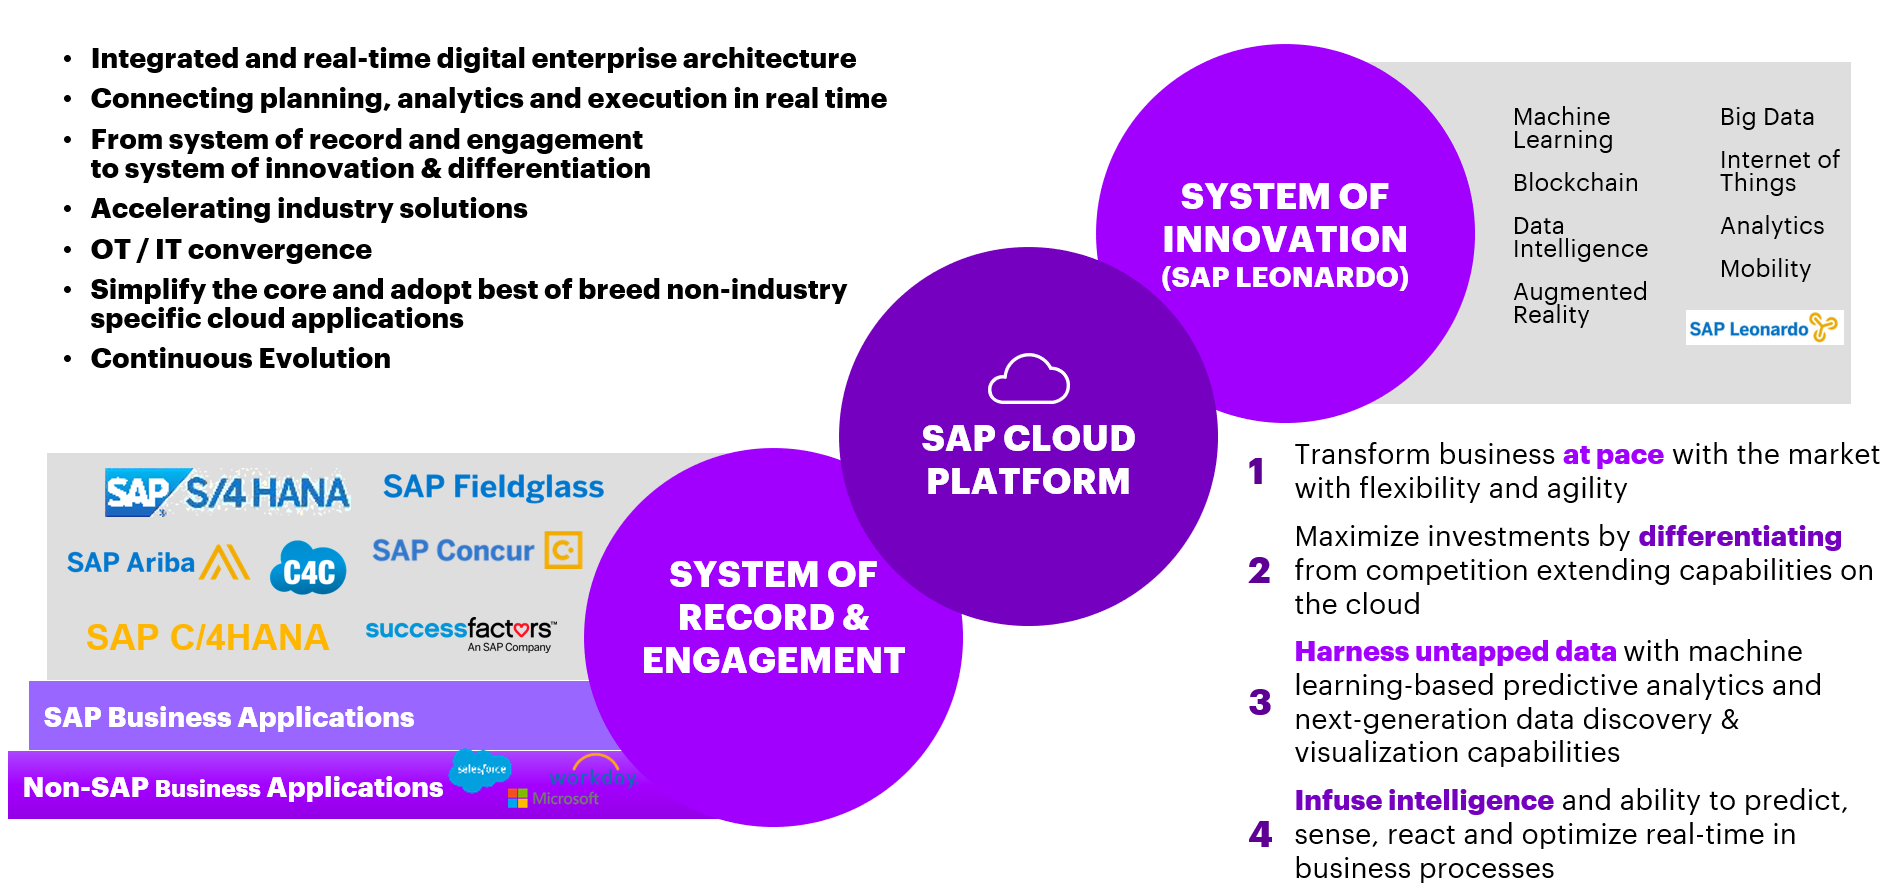 • Integrated and real-time digital enterprise architecture
• Connecting planning, analytics and execution in real time
• From system of record and engagement
to system of innovation & differentiation
• Accelerating industry solutions
• OT / IT convergence
• Simplify the core and adopt best of breed non-industry
specific cloud applications
• Continuous Evolution
SYSTEM OF
INNOVATION
(SAP LEONARDO)
Machine
Learning
Blockchain
Data
Intelligence
Augmented
Reality
Big Data
Internet of
Things
Analytics
Mobility
SAP Leonardo
SAP CLOUD
PLATFORM
SAP S/4 HANA
SAP Fieldglass
SAP Ariba
C4C
SAP Concur
C
SAP C/4HANA
successfactors™
An SAP Company
SYSTEM OF
RECORD &
ENGAGEMENT
SAP Business Applications
Non-SAP Business Applications
salesforce
workday
Microsoft
1
Transform business at pace with the market
with flexibility and agility
2
Maximize investments by differentiating
from competition extending capabilities on
the cloud
3
Harness untapped data with machine
learning-based predictive analytics and
next-generation data discovery &
visualization capabilities
4
Infuse intelligence and ability to predict,
sense, react and optimize real-time in
business processes